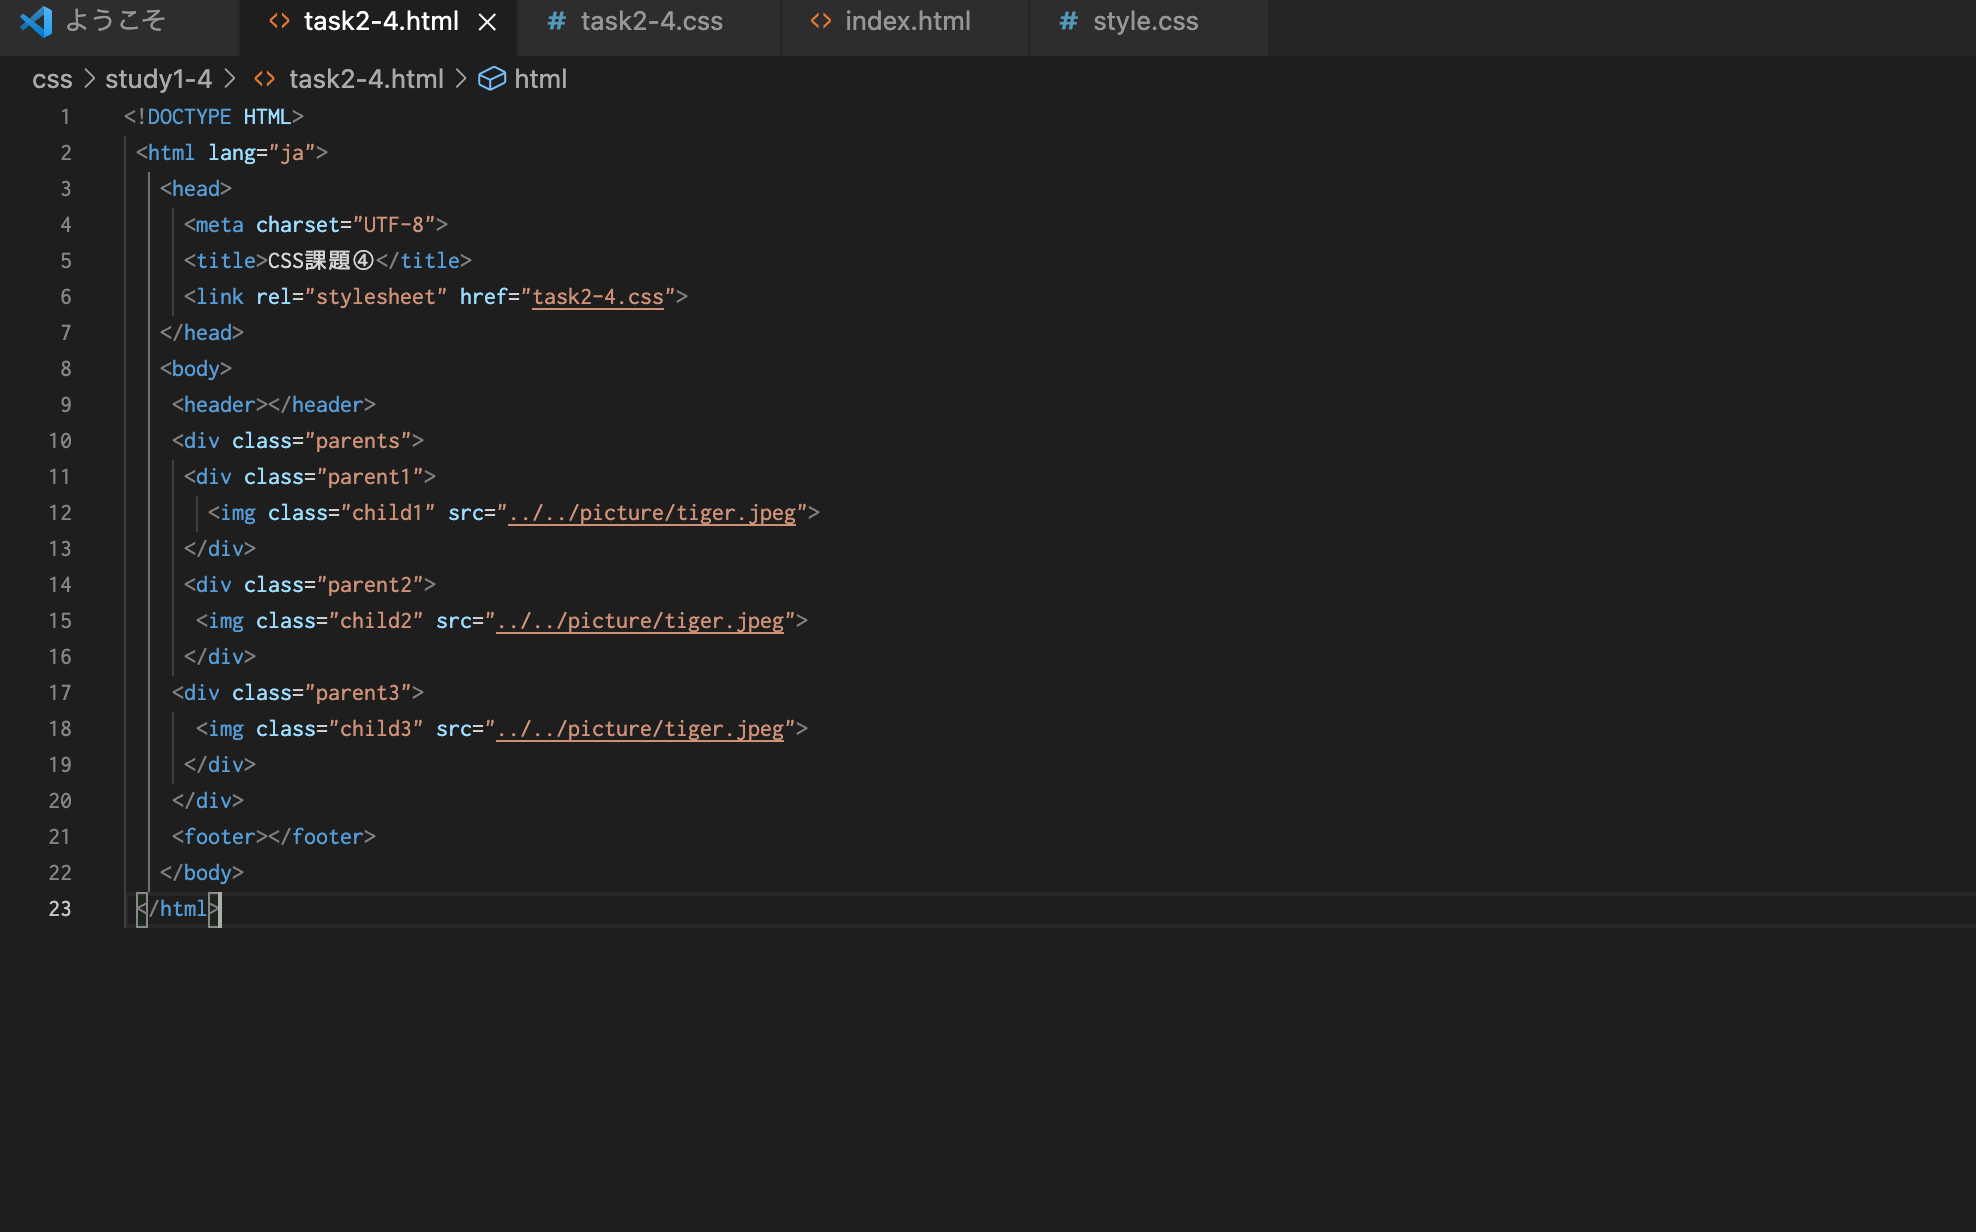 ようこそ
task2-4.html
task2-4.css
index.html
style.css
css > study1-4 > task2-4.html > html
1 <!DOCTYPE HTML>
2 <html lang="ja">
3 <head>
4 <meta charset="UTF-8">
5 <title>CSS課題④</title>
6 <link rel="stylesheet" href="task2-4.css">
7 </head>
8 <body>
9 <header></header>
10 <div class="parents">
11 <div class="parent1">
12 <img class="child1" src="../../picture/tiger.jpeg">
13 </div>
14 <div class="parent2">
15 <img class="child2" src="../../picture/tiger.jpeg">
16 </div>
17 <div class="parent3">
18 <img class="child3" src="../../picture/tiger.jpeg">
19 </div>
20 </div>
21 <footer></footer>
22 </body>
23 </html>